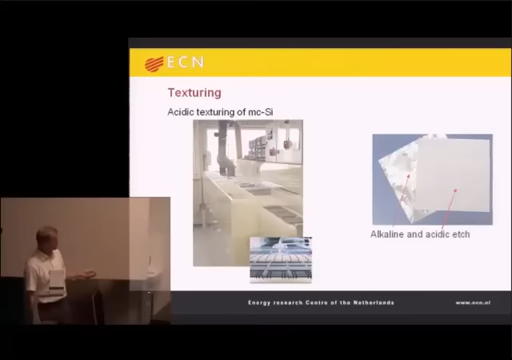 ECN
Texturing
Acidic texturing of mc-Si
Alkaline and acidic etch
Energy research Centre of the Netherlands
www.ecn.nl